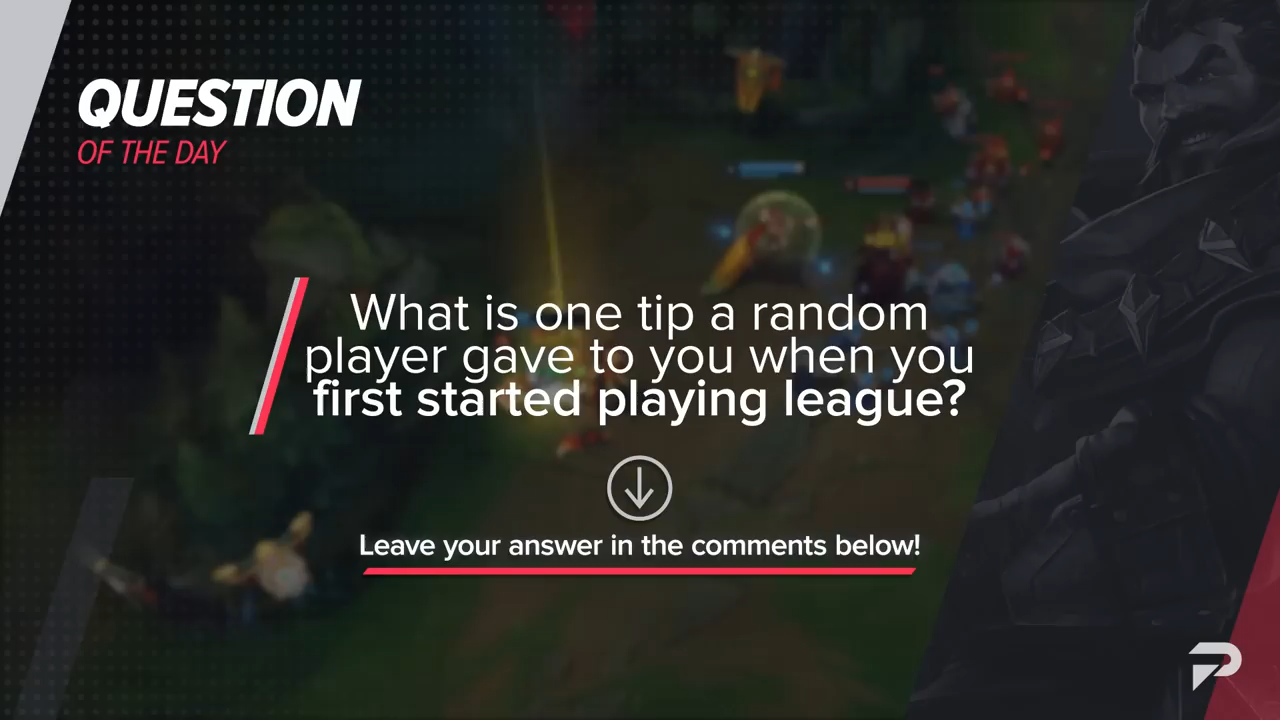 QUESTION
OF THE DAY
What is one tip a random
player gave to you when you
first started playing league?
Leave your answer in the comments below!